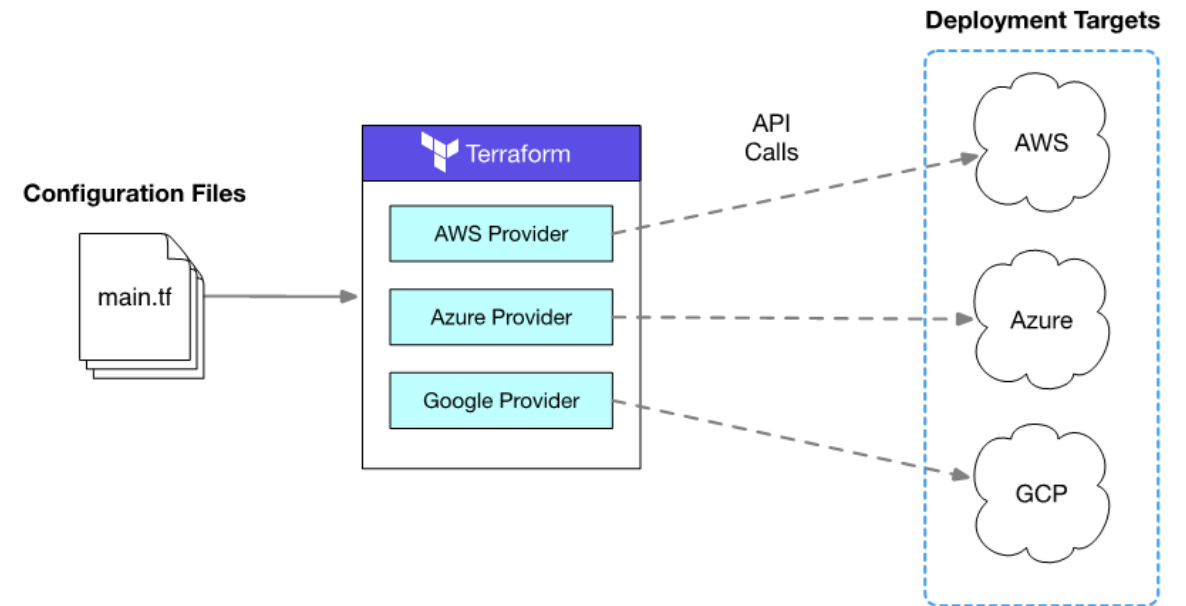 Deployment Targets
API
Calls
AWS
Terraform
Configuration Files
AWS Provider
main.tf
Azure Provider
Azure
Google Provider
GCP